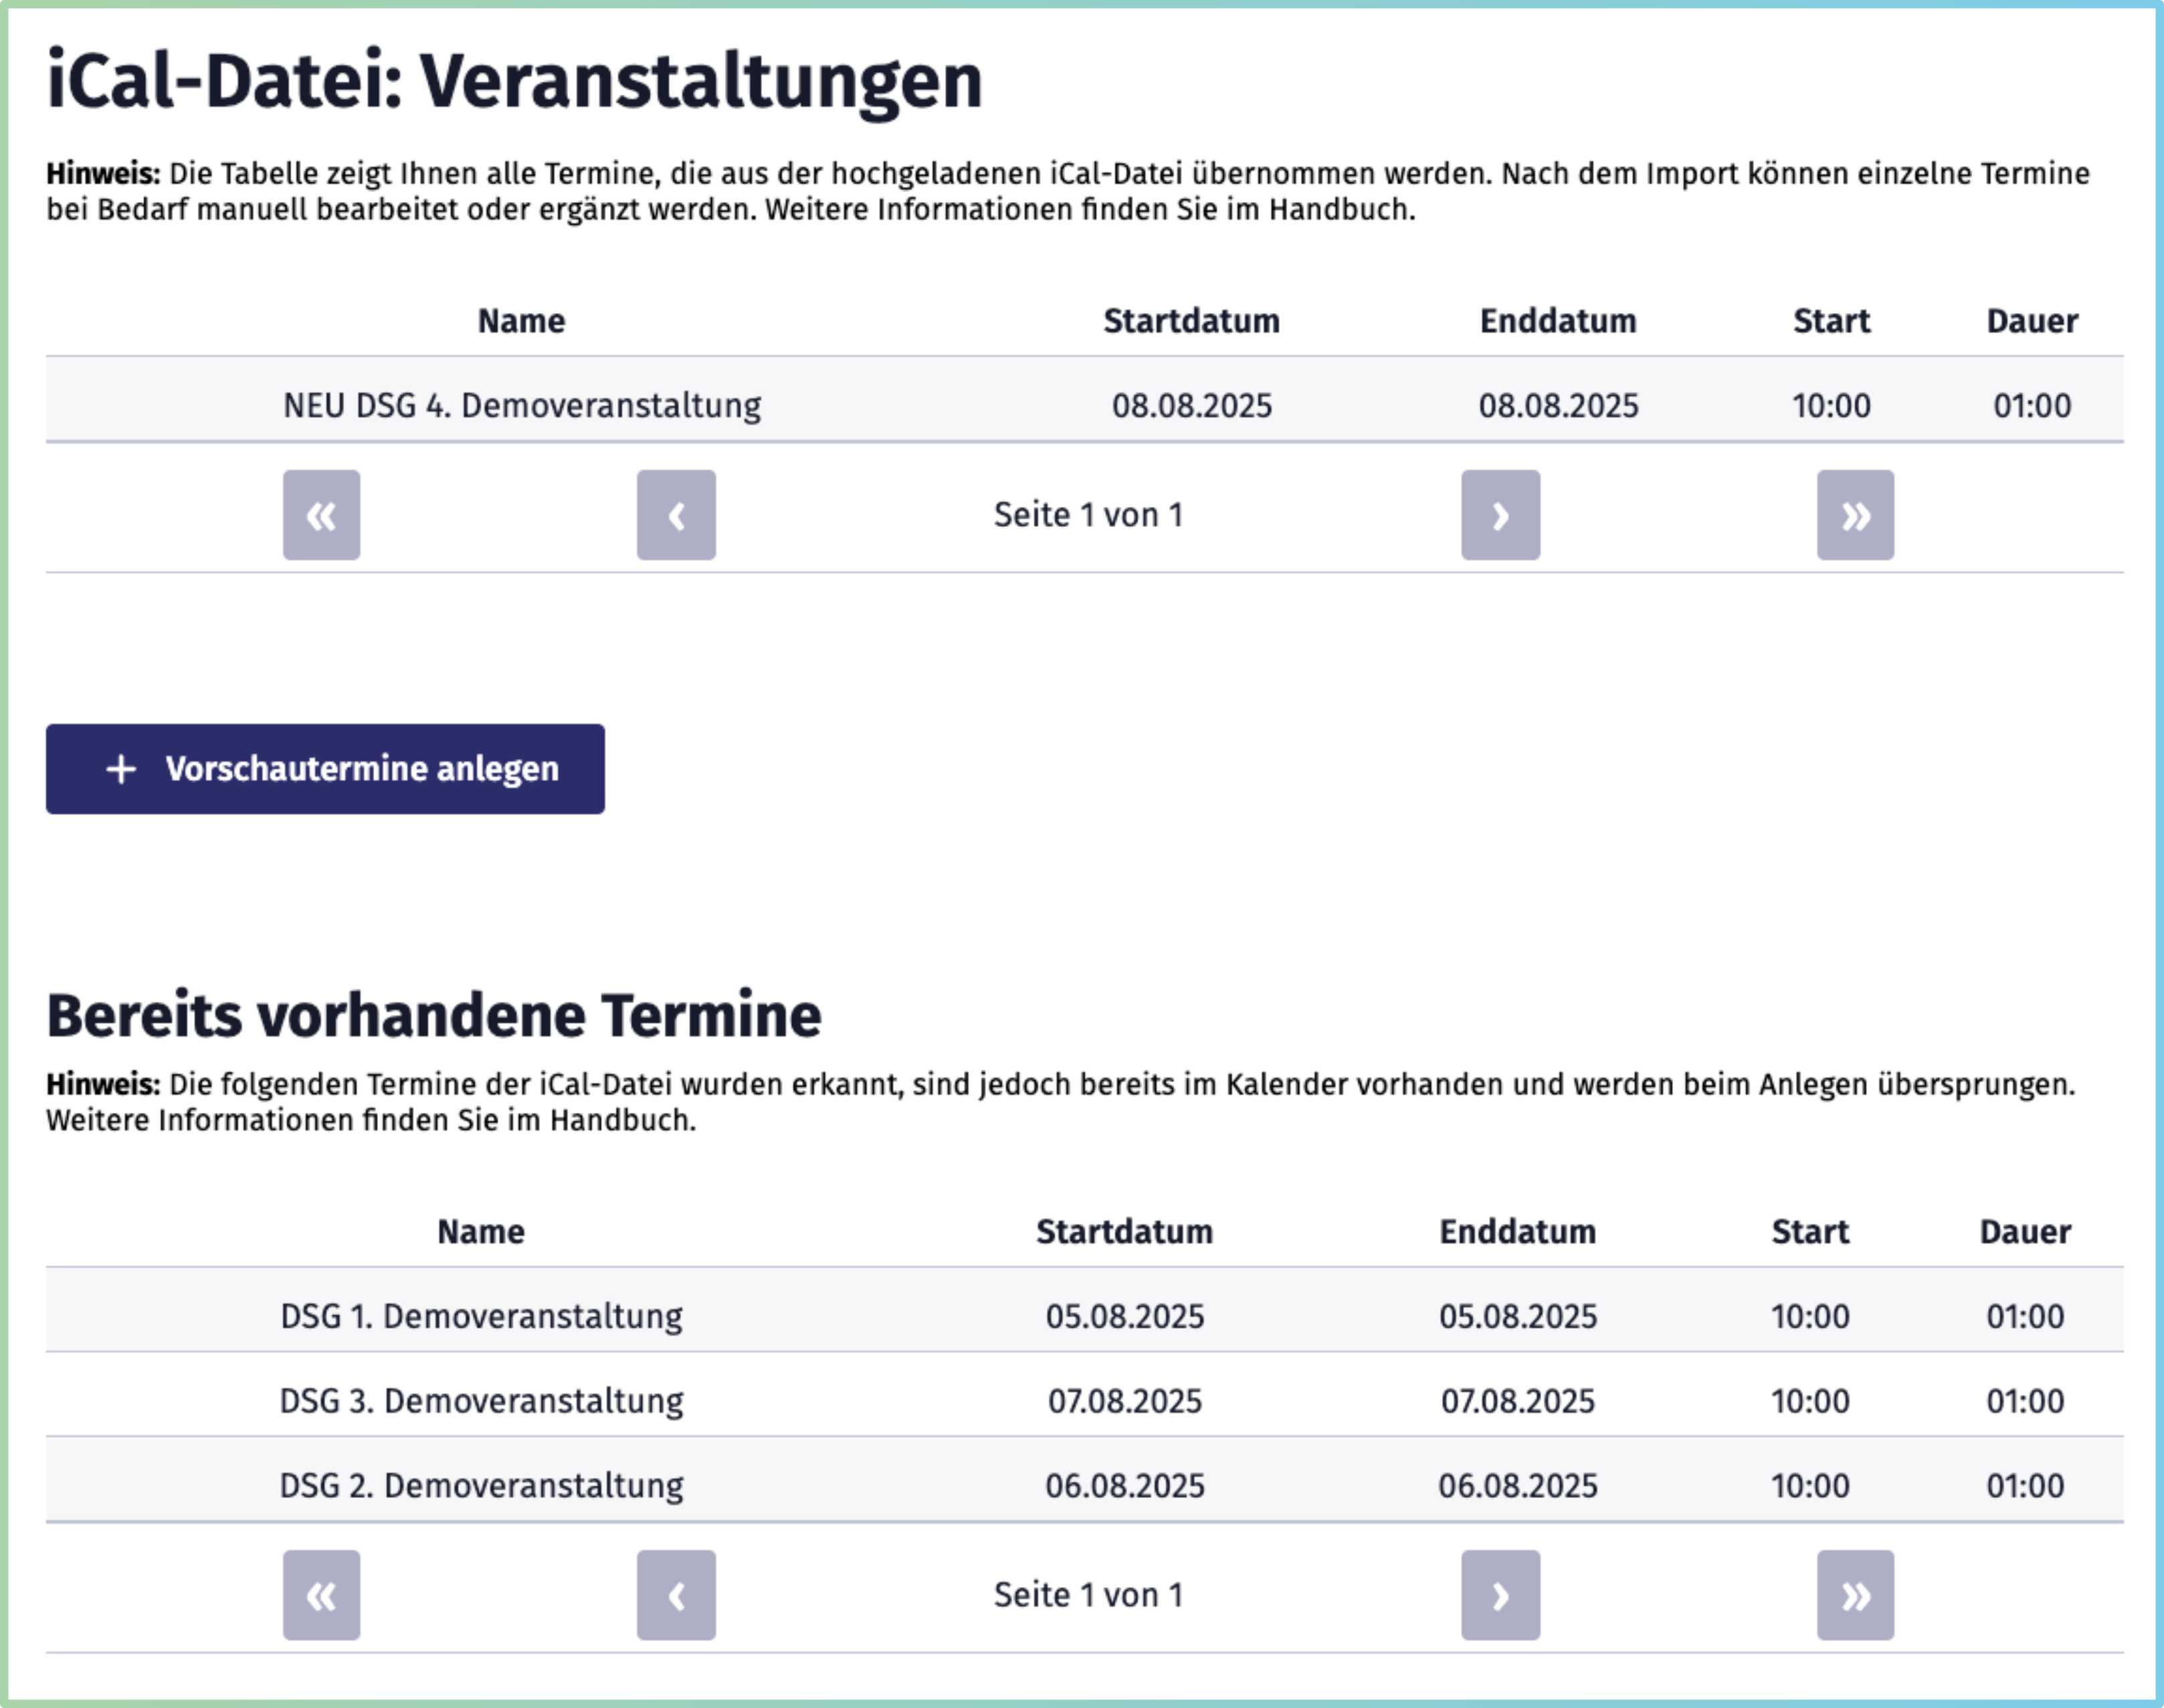 iCal-Datei: Veranstaltungen
Hinweis: Die Tabelle zeigt Ihnen alle Termine, die aus der hochgeladenen iCal-Datei übernommen werden. Nach dem Import können einzelne Termine
bei Bedarf manuell bearbeitet oder ergänzt werden. Weitere Informationen finden Sie im Handbuch.
Name Startdatum Enddatum Start Dauer
NEU DSG 4. Demoveranstaltung 08.08.2025 08.08.2025 10:00 01:00
« ‹ Seite 1 von 1 › »
+ Vorschautermine anlegen
Bereits vorhandene Termine
Hinweis: Die folgenden Termine der iCal-Datei wurden erkannt, sind jedoch bereits im Kalender vorhanden und werden beim Anlegen übersprungen.
Weitere Informationen finden Sie im Handbuch.
Name Startdatum Enddatum Start Dauer
DSG 1. Demoveranstaltung 05.08.2025 05.08.2025 10:00 01:00
DSG 3. Demoveranstaltung 07.08.2025 07.08.2025 10:00 01:00
DSG 2. Demoveranstaltung 06.08.2025 06.08.2025 10:00 01:00
« ‹ Seite 1 von 1 › »